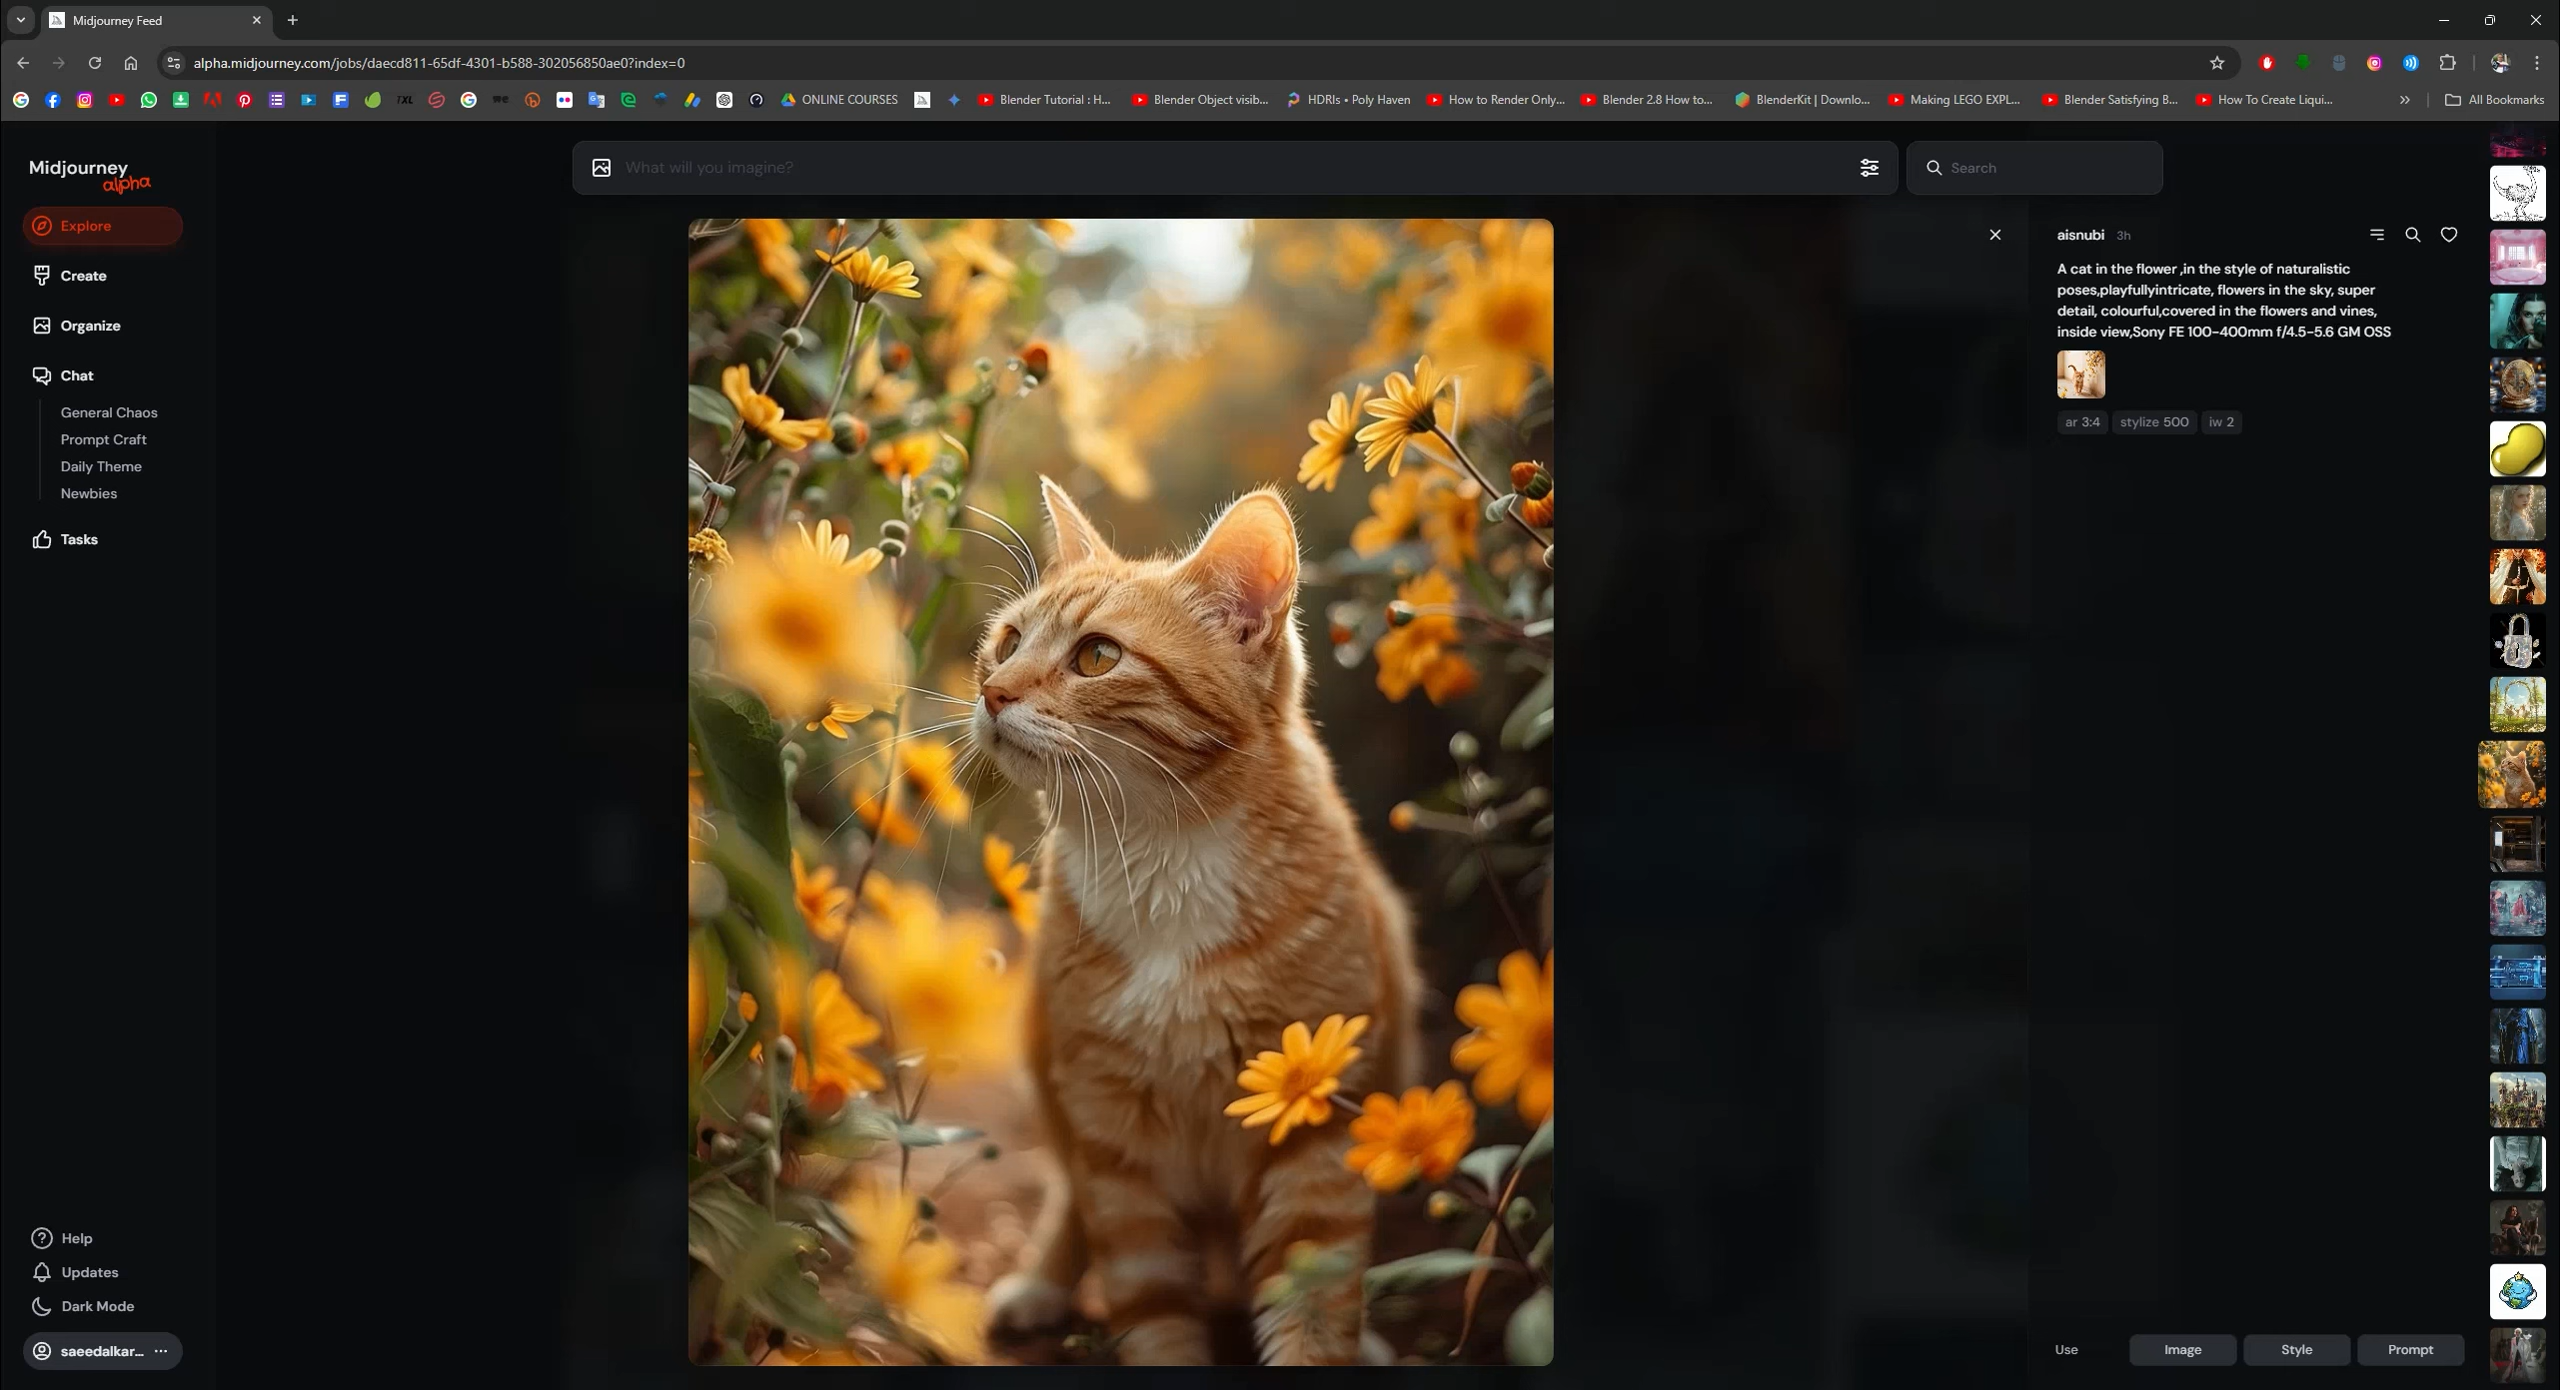 Midjourney Feed
alpha.midjourney.com/jobs/daecd811-65df-4301-b588-302056850ae0?index=0
TXL
ONLINE COURSES
Blender Tutorial : H...
Blender Object visib...
HDRIs • Poly Haven
How to Render Only...
Blender 2.8 How to...
BlenderKit | Downlo...
Making LEGO EXPL...
Blender Satisfying B...
How To Create Liqui...
All Bookmarks
Midjourney
alpha
What will you imagine?
Search
Explore
Create
Organize
Chat
General Chaos
Prompt Craft
Daily Theme
Newbies
Tasks
aisnubi 3h
A cat in the flower ,in the style of naturalistic
poses,playfullyintricate, flowers in the sky, super
detail, colourful,covered in the flowers and vines,
inside view,Sony FE 100-400mm f/4.5-5.6 GM OSS
ar 3:4 stylize 500 iw 2
Help
Updates
Dark Mode
saeedalkar... ...
Use Image Style Prompt